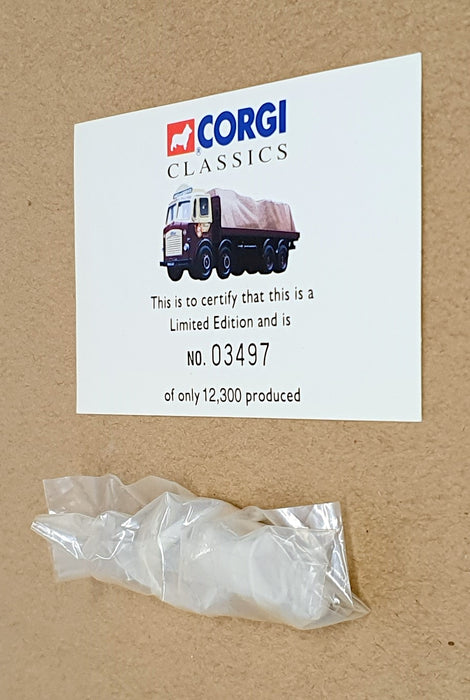 CORGI
®
CLASSICS
This is to certify that this is a
Limited Edition and is
NO. 03497
of only 12,300 produced